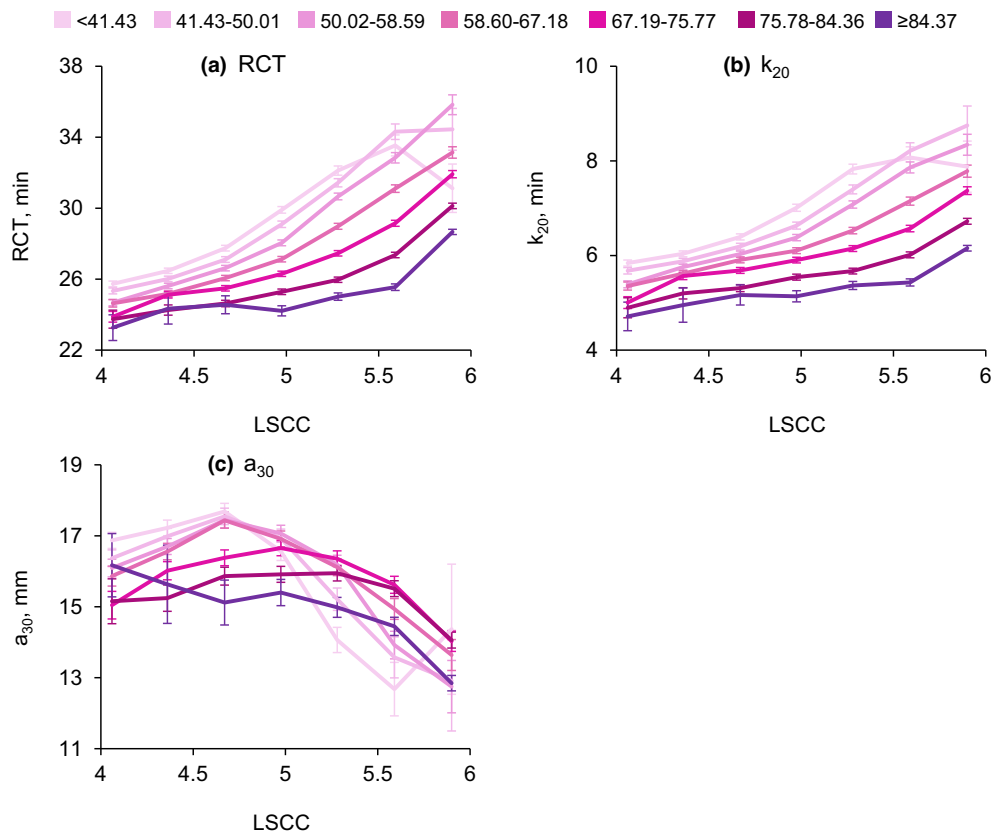 <41.43 41.43-50.01 50.02-58.59 58.60-67.18 67.19-75.77 75.78-84.36 ≥84.37
(a) RCT
38
34
30
26
22
RCT, min
4 4.5 5 5.5 6
LSCC
(b) k20
10
8
6
4
k20, min
4 4.5 5 5.5 6
LSCC
(c) a30
19
17
15
13
11
a30, mm
4 4.5 5 5.5 6
LSCC